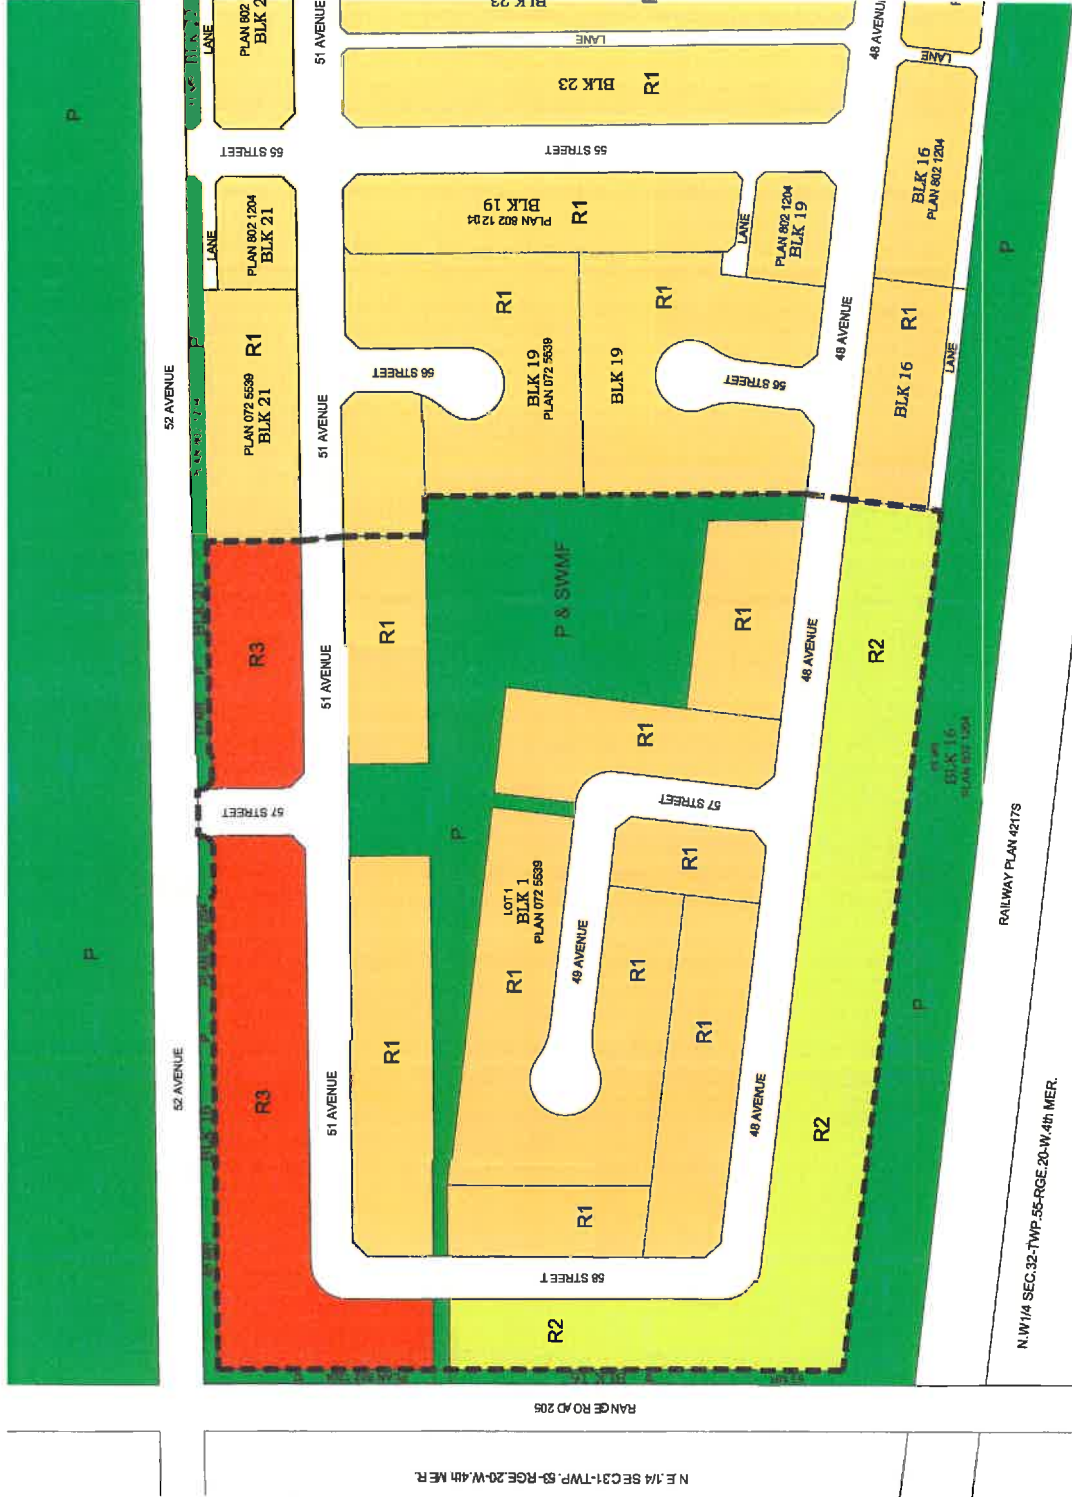 BLK 23
PLAN 802
51 AVENUE
48 AVENUE
LANE
LANE
LANE
P
BLK 23
R1
55 STREET
55 STREET
LANE
PLAN 802 1204
BLK 21
PLAN 802 1204
BLK 19
R1
LANE
PLAN 802 1204
BLK 19
BLK 16
PLAN 802 1204
P
52 AVENUE
PLAN 072 5539
BLK 21
R1
51 AVENUE
56 STREET
R1
BLK 19
PLAN 072 5539
R1
BLK 19
56 STREET
48 AVENUE
R1
BLK 16
LANE
R3
51 AVENUE
R1
P & SWMF
R1
48 AVENUE
R2
57 STREET
P
R1
57 STREET
BLK 16
PLAN 802 1204
RAILWAY PLAN 4217S
P
LOT 1
BLK 1
PLAN 072 5539
R1
49 AVENUE
R1
R1
R1
P
52 AVENUE
R3
51 AVENUE
R1
48 AVENUE
R2
R1
58 STREET
R2
N.W1/4 SEC.32-TWP.55-RGE.20-W.4th MER.
RANGE ROAD 205
N.E.1/4 SEC31-TWP.53-RGE.20-W.4th MER.